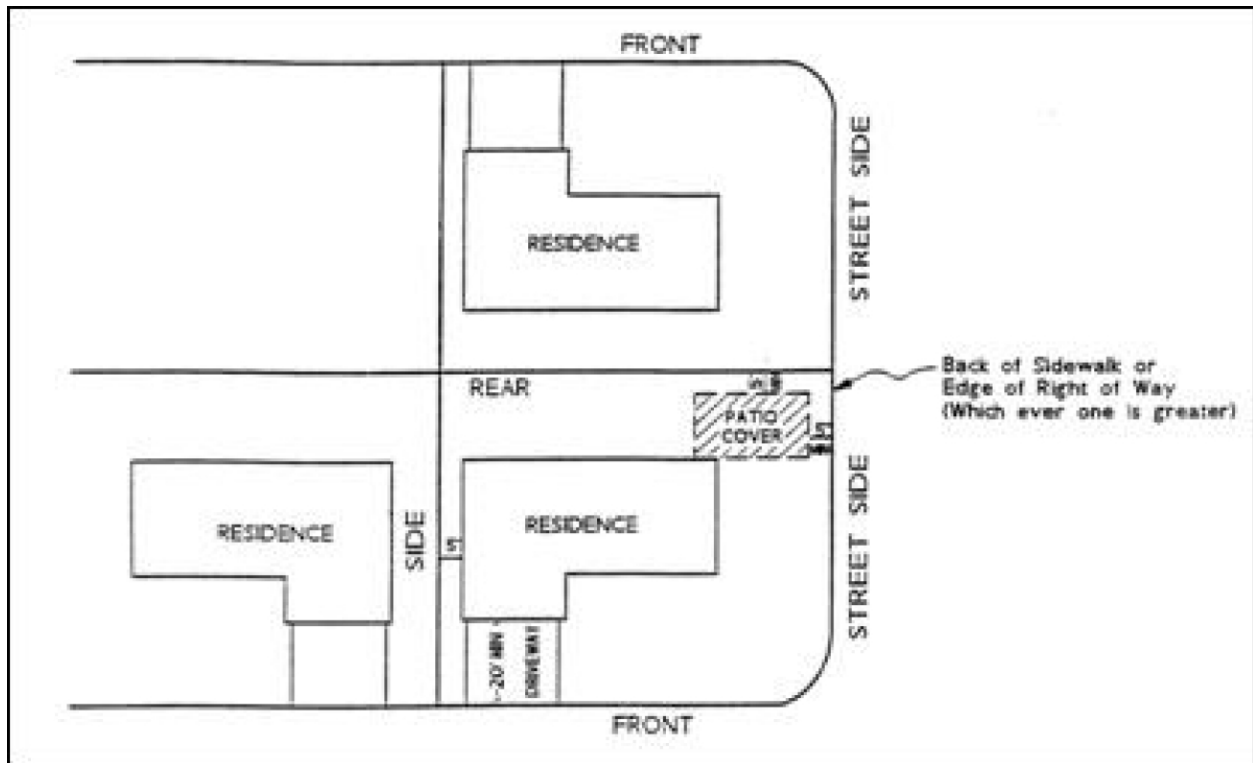 FRONT
STREET SIDE
RESIDENCE
Back of Sidewalk or
Edge of Right of Way
(Which ever one is greater)
REAR
PATIO
COVER
5'
STREET SIDE
RESIDENCE
SIDE
5'
RESIDENCE
20' MIN
DRIVEWAY
FRONT